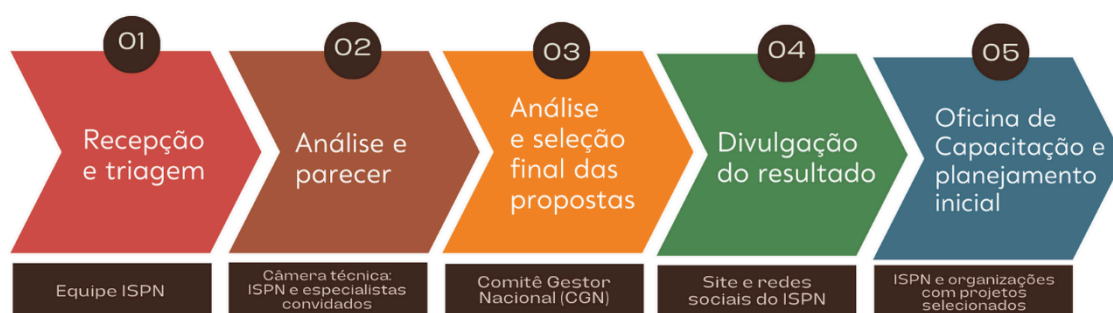 01
Recepção
e triagem
Equipe ISPN
02
Análise e
parecer
Câmera técnica:
ISPN e especialistas
convidados
03
Análise
e seleção
final das
propostas
Comitê Gestor
Nacional (CGN)
04
Divulgação
do resultado
Site e redes
sociais do ISPN
05
Oficina de
Capacitação e
planejamento
inicial
ISPN e organizações
com projetos
selecionados